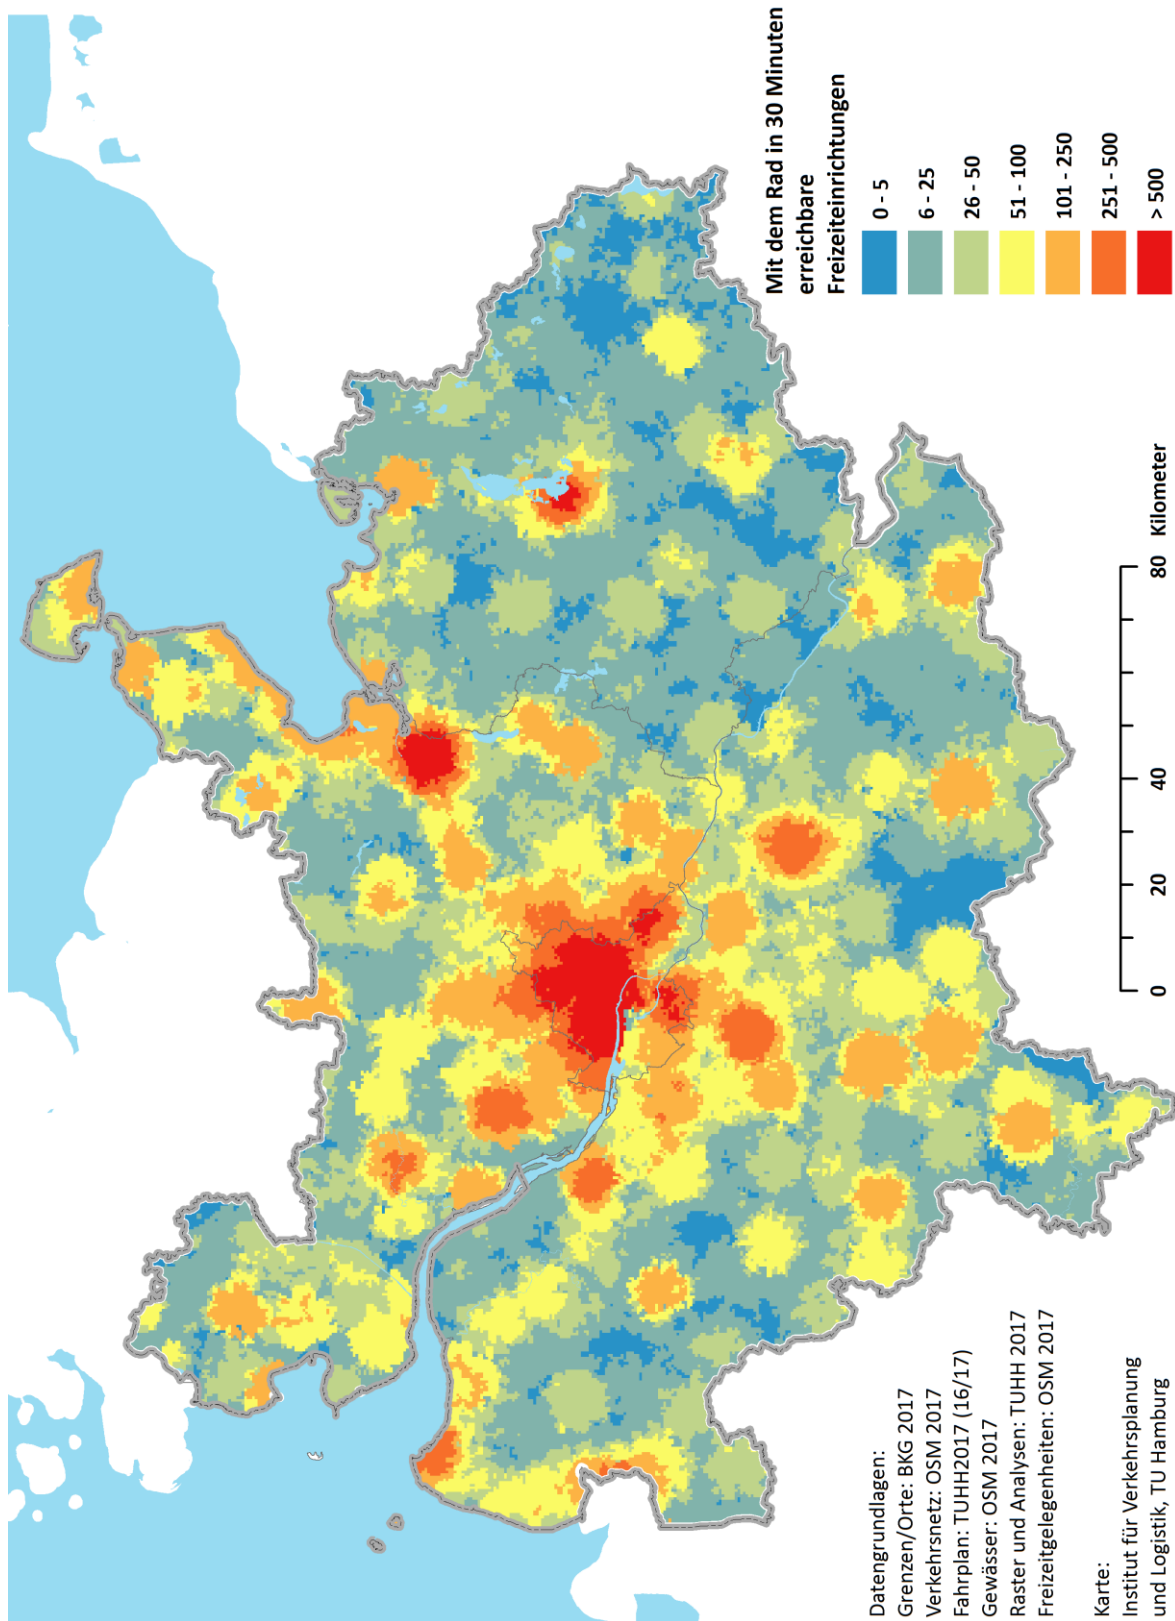 Mit dem Rad in 30 Minuten
erreichbare
Freizeiteinrichtungen
0 - 5
6 - 25
26 - 50
51 - 100
101 - 250
251 - 500
> 500
0 20 40 80 Kilometer
Datengrundlagen:
Grenzen/Orte: BKG 2017
Verkehrsnetz: OSM 2017
Fahrplan: TUHH2017 (16/17)
Gewässer: OSM 2017
Raster und Analysen: TUHH 2017
Freizeitgelegenheiten: OSM 2017
Karte:
Institut für Verkehrsplanung
und Logistik, TU Hamburg